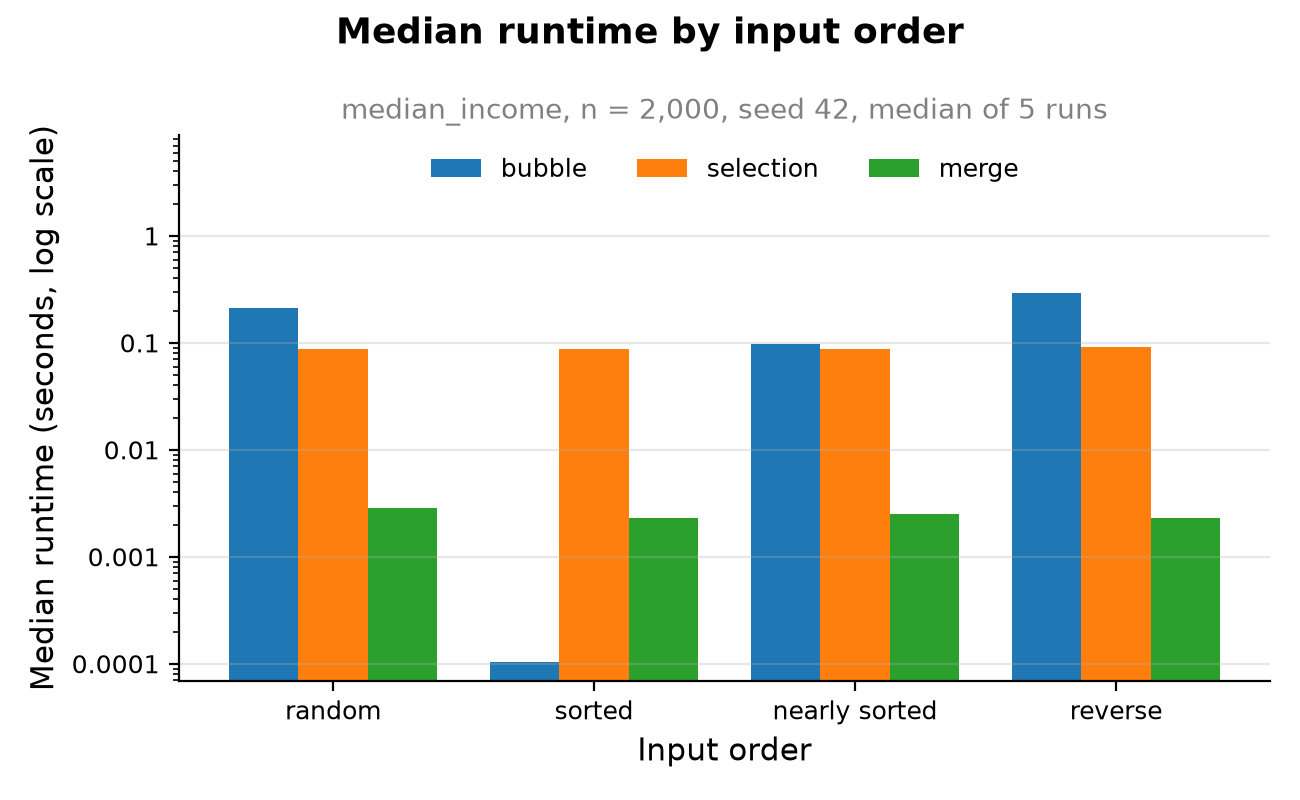 Median runtime by input order
median_income, n = 2,000, seed 42, median of 5 runs
bubble selection merge
Median runtime (seconds, log scale)
1
0.1
0.01
0.001
0.0001
random sorted nearly sorted reverse
Input order